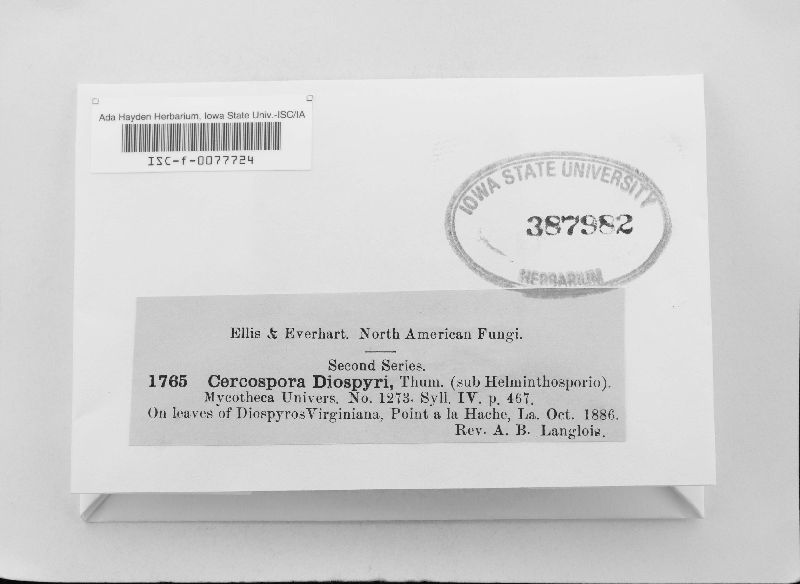 Ada Hayden Herbarium, Iowa State Univ.-ISC/IA
ISC-f-0077724
IOWA STATE UNIVERSITY
387982
HERBARIUM
Ellis & Everhart. North American Fungi.
Second Series.
1765 Cercospora Diospyri, Thum. (sub Helminthosporio).
Mycotheca Univers. No. 1273. Syll. IV. p. 467.
On leaves of Diospyros Virginiana, Point a la Hache, La. Oct. 1886.
Rev. A. B. Langlois.